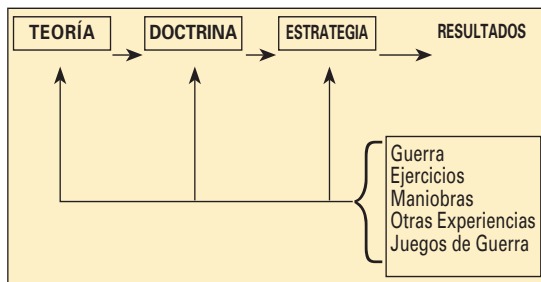 TEORÍA
DOCTRINA
ESTRATEGIA
RESULTADOS
Guerra
Ejercicios
Maniobras
Otras Experiencias
Juegos de Guerra